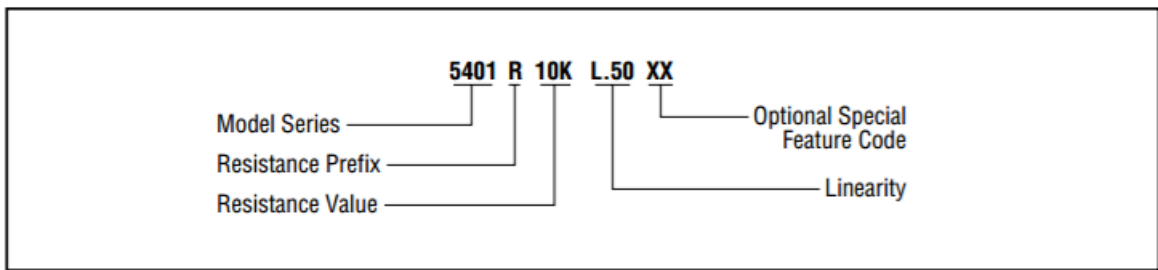 5401 R 10K L.50 XX
Model Series
Resistance Prefix
Resistance Value
Optional Special
Feature Code
Linearity